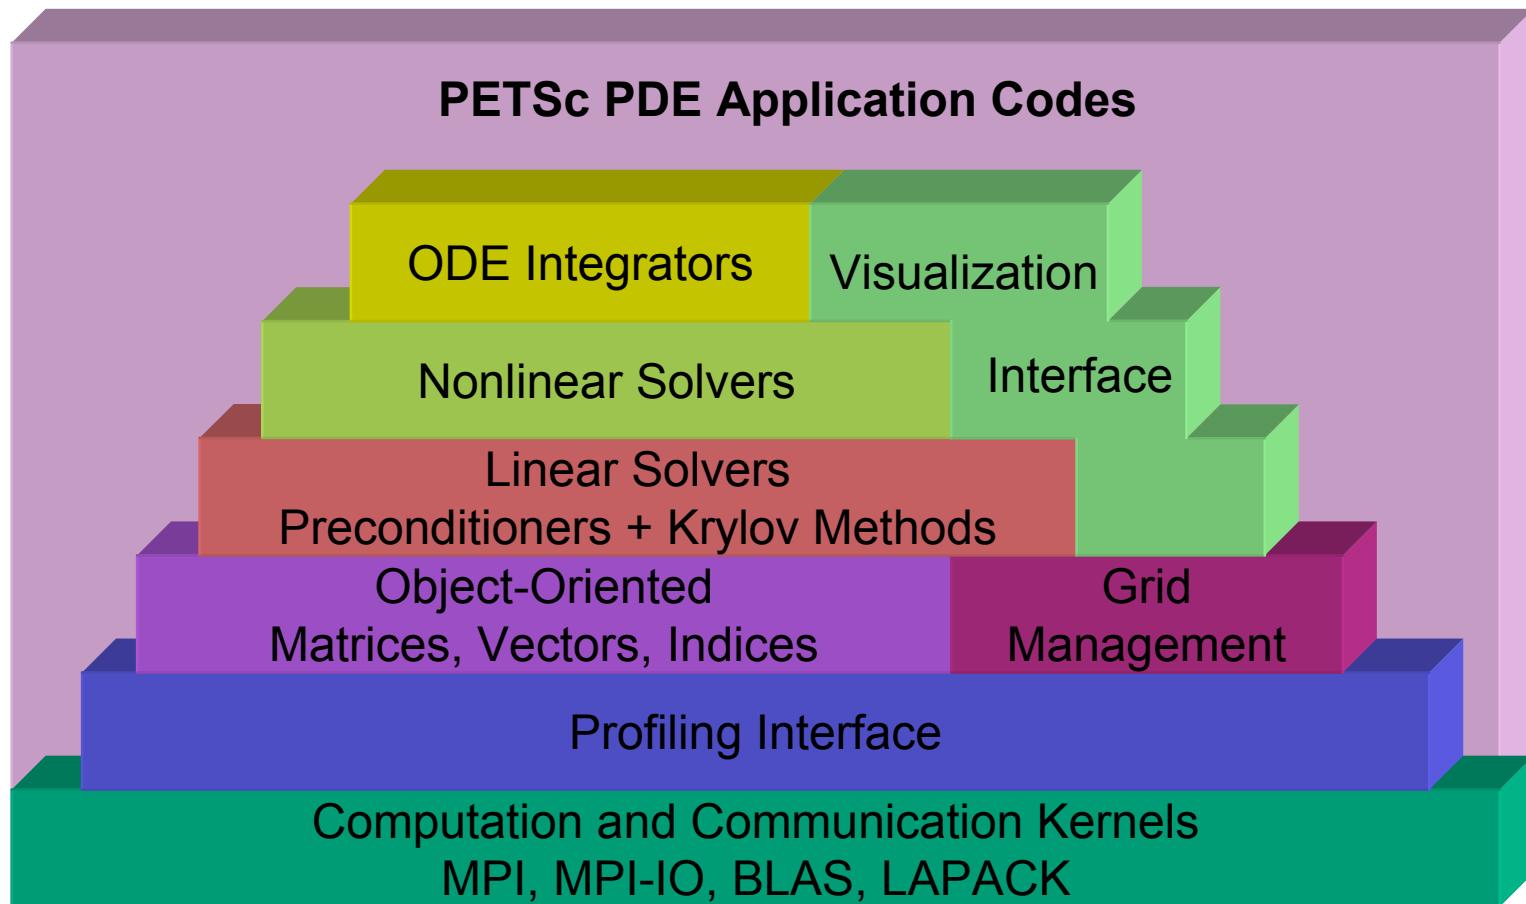 PETSc PDE Application Codes
ODE Integrators
Visualization
Nonlinear Solvers
Interface
Linear Solvers
Preconditioners + Krylov Methods
Object-Oriented
Matrices, Vectors, Indices
Grid
Management
Profiling Interface
Computation and Communication Kernels
MPI, MPI-IO, BLAS, LAPACK